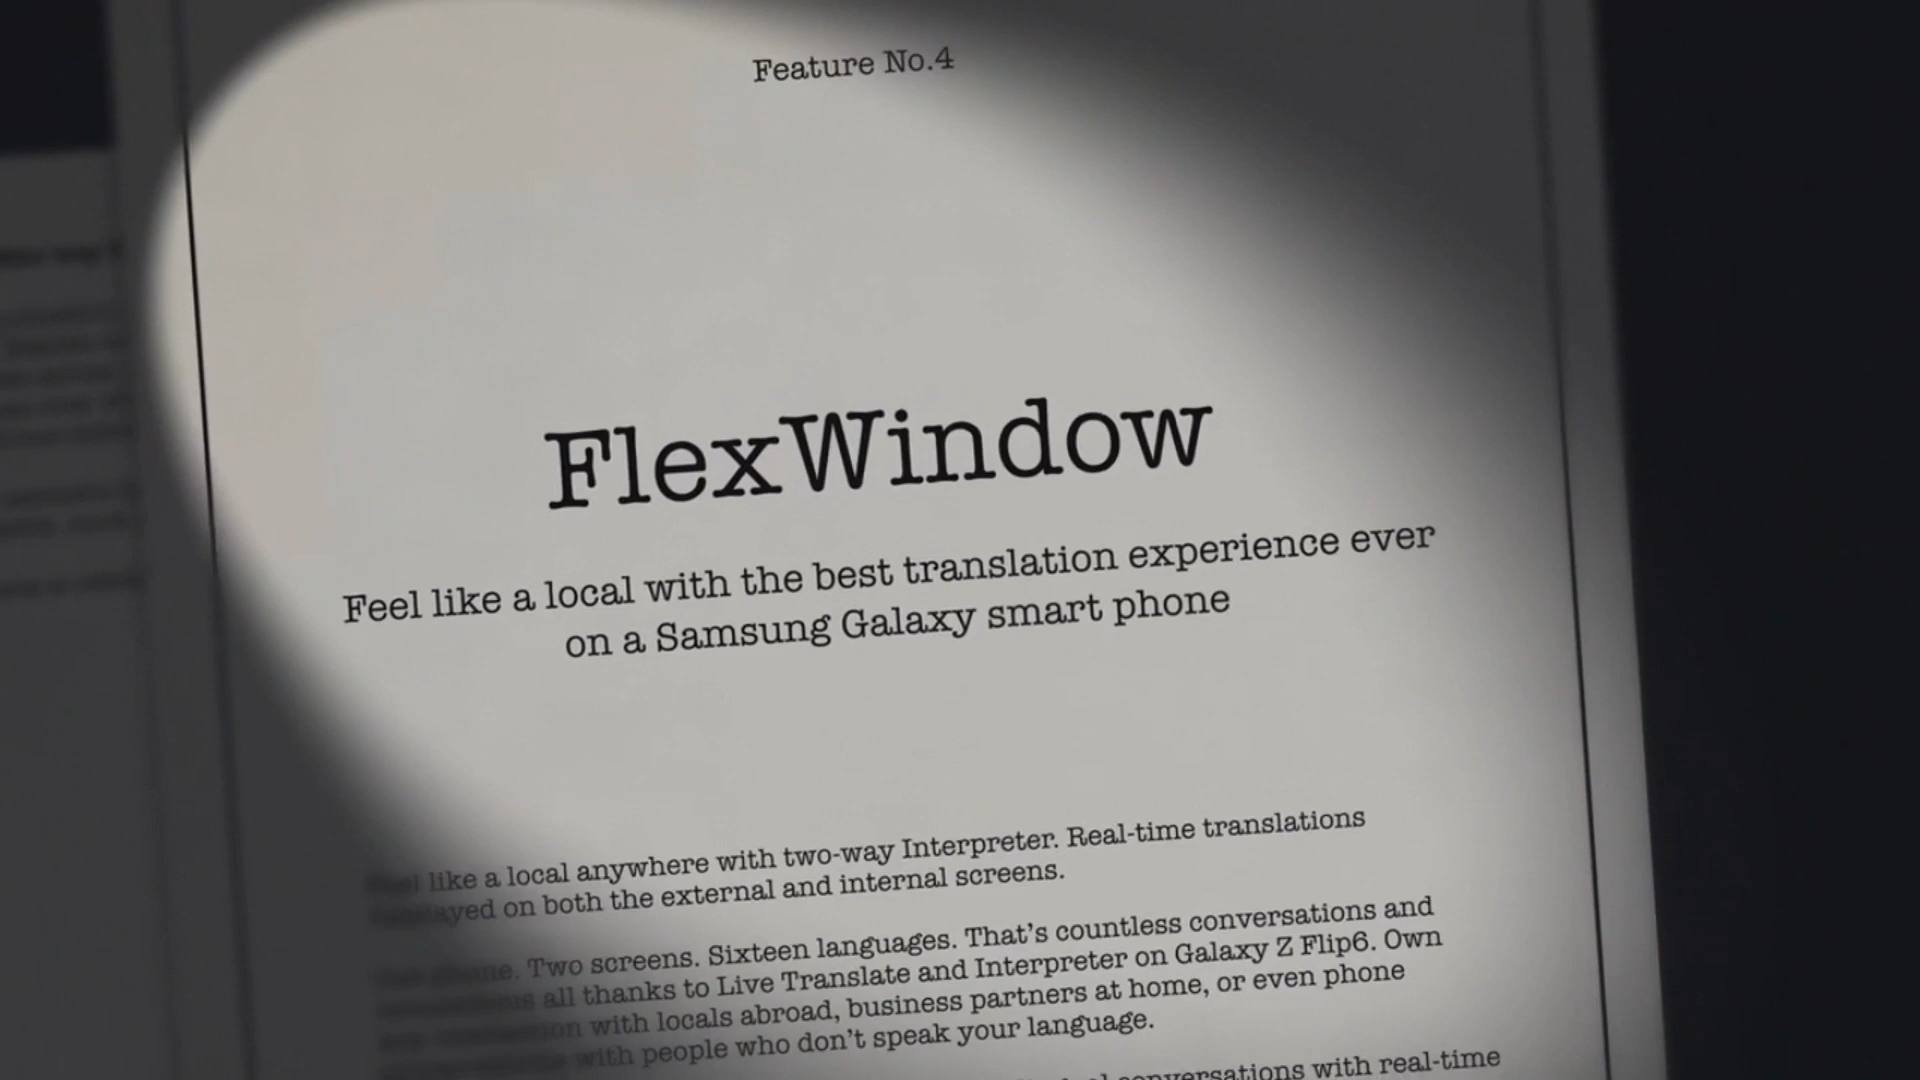 Feature No.4
FlexWindow
Feel like a local with the best translation experience ever
on a Samsung Galaxy smart phone
like a local anywhere with two-way Interpreter. Real-time translations
on both the external and internal screens.
Two screens. Sixteen languages. That's countless conversations and
all thanks to Live Translate and Interpreter on Galaxy Z Flip6. Own
with locals abroad, business partners at home, or even phone
with people who don't speak your language.
conversations with real-time